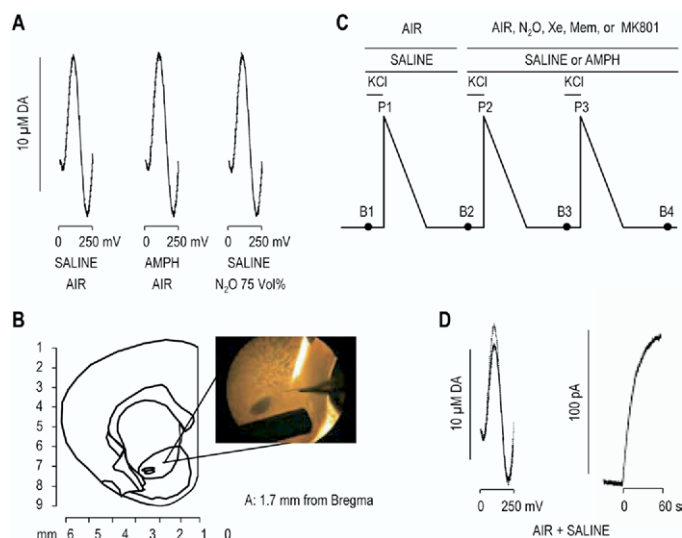 A
10 µM DA
0 250 mV
SALINE
AIR
0 250 mV
AMPH
AIR
0 250 mV
SALINE
N₂O 75 Vol%
C
AIR
AIR, N₂O, Xe, Mem, or MK801
SALINE
SALINE or AMPH
KCl
KCl
KCl
P1
P2
P3
B1
B2
B3
B4
B
1
2
3
4
5
6
7
8
9
mm 6 5 4 3 2 1 0
A: 1.7 mm from Bregma
D
10 µM DA
0 250 mV
100 pA
0 60 s
AIR + SALINE